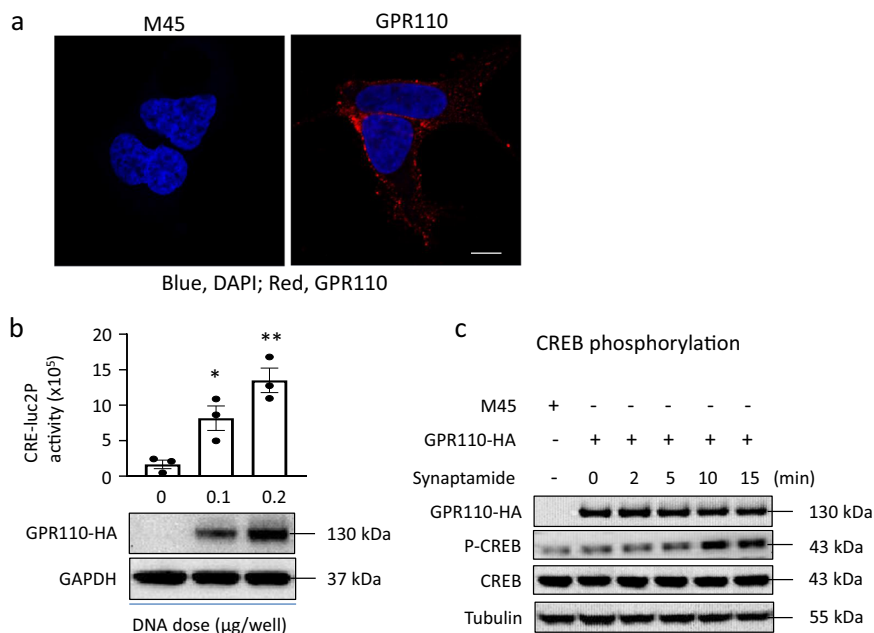 a
M45 GPR110
Blue, DAPI; Red, GPR110
b
CRE-luc2P
activity (x10⁵)
20
15
10
5
0
*
**
0 0.1 0.2
GPR110-HA 130 kDa
GAPDH 37 kDa
DNA dose (μg/well)
c
CREB phosphorylation
M45 + - - - - -
GPR110-HA - + + + + +
Synaptamide - 0 2 5 10 15 (min)
GPR110-HA 130 kDa
P-CREB 43 kDa
CREB 43 kDa
Tubulin 55 kDa